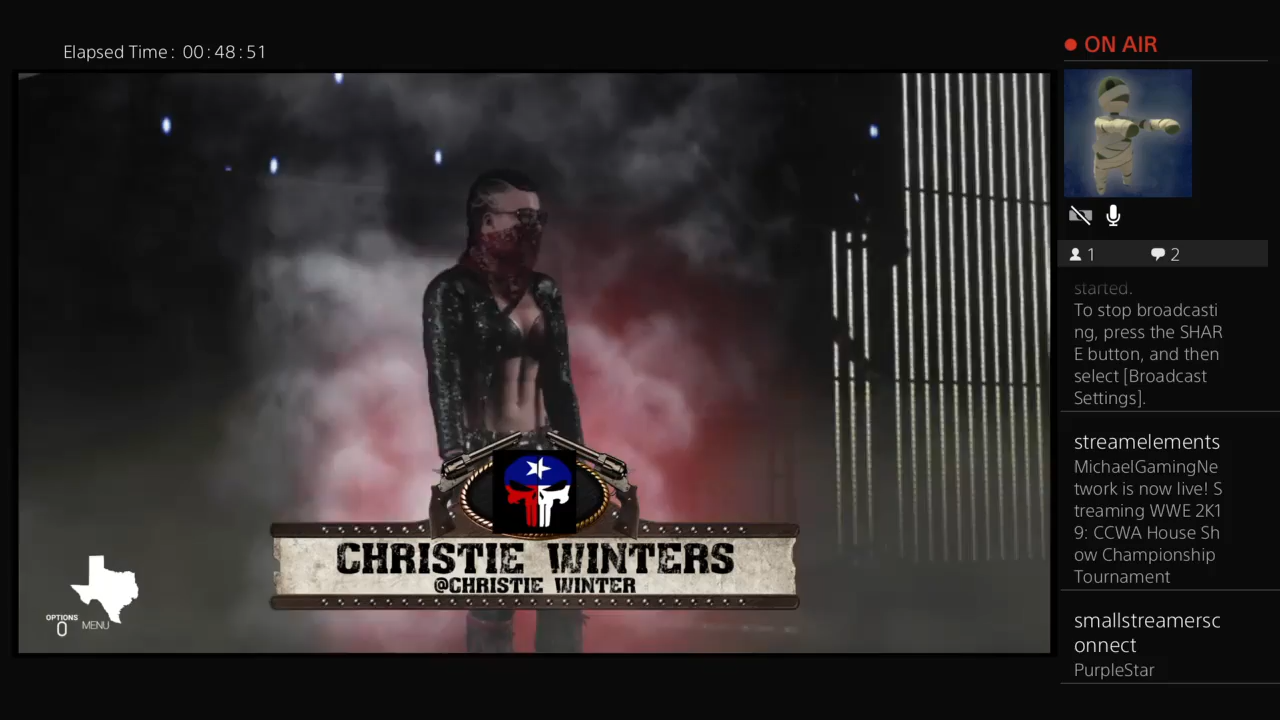 Elapsed Time: 00:48:51
ON AIR
1
2
started.
To stop broadcasti
ng, press the SHAR
E button, and then
select [Broadcast
Settings].
streamelements
MichaelGamingNe
twork is now live! S
treaming WWE 2K1
9: CCWA House Sh
ow Championship
Tournament
smallstreamersc
onnect
PurpleStar
CHRISTIE WINTERS
@CHRISTIE WINTER
OPTIONS
MENU